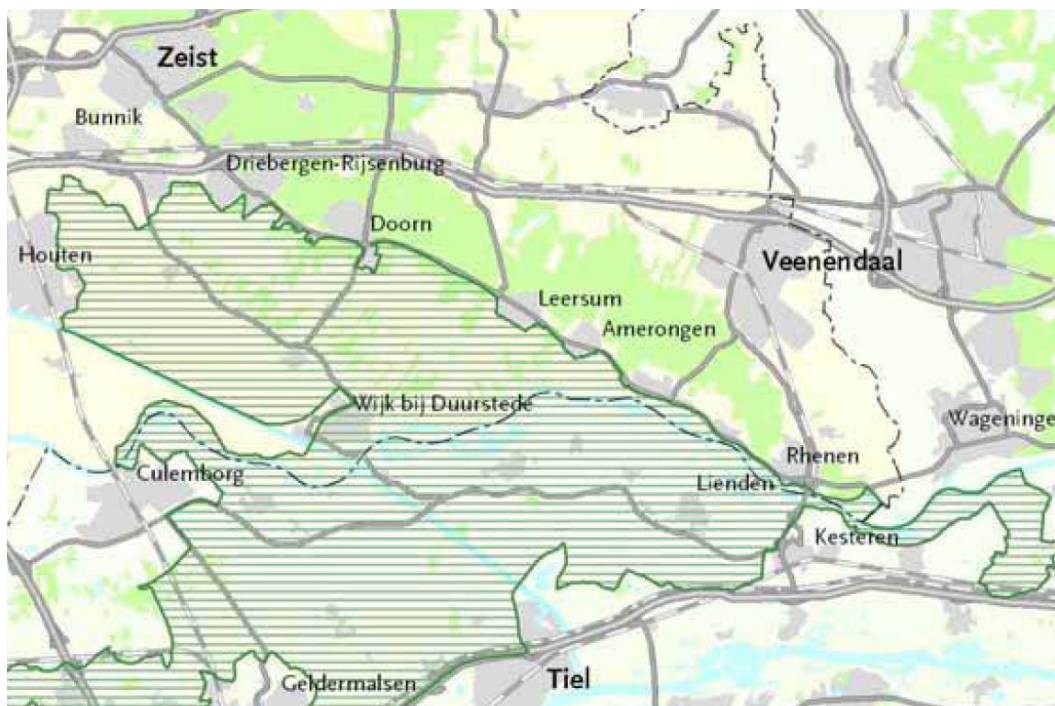 Zeist
Bunnik
Driebergen-Rijsenburg
Doorn
Houten
Veenendaal
Leersum
Amerongen
Wijk bij Duurstede
Wageninge
Rhenen
Culemborg
Lienden
Kesteren
Geldermalsen
Tiel